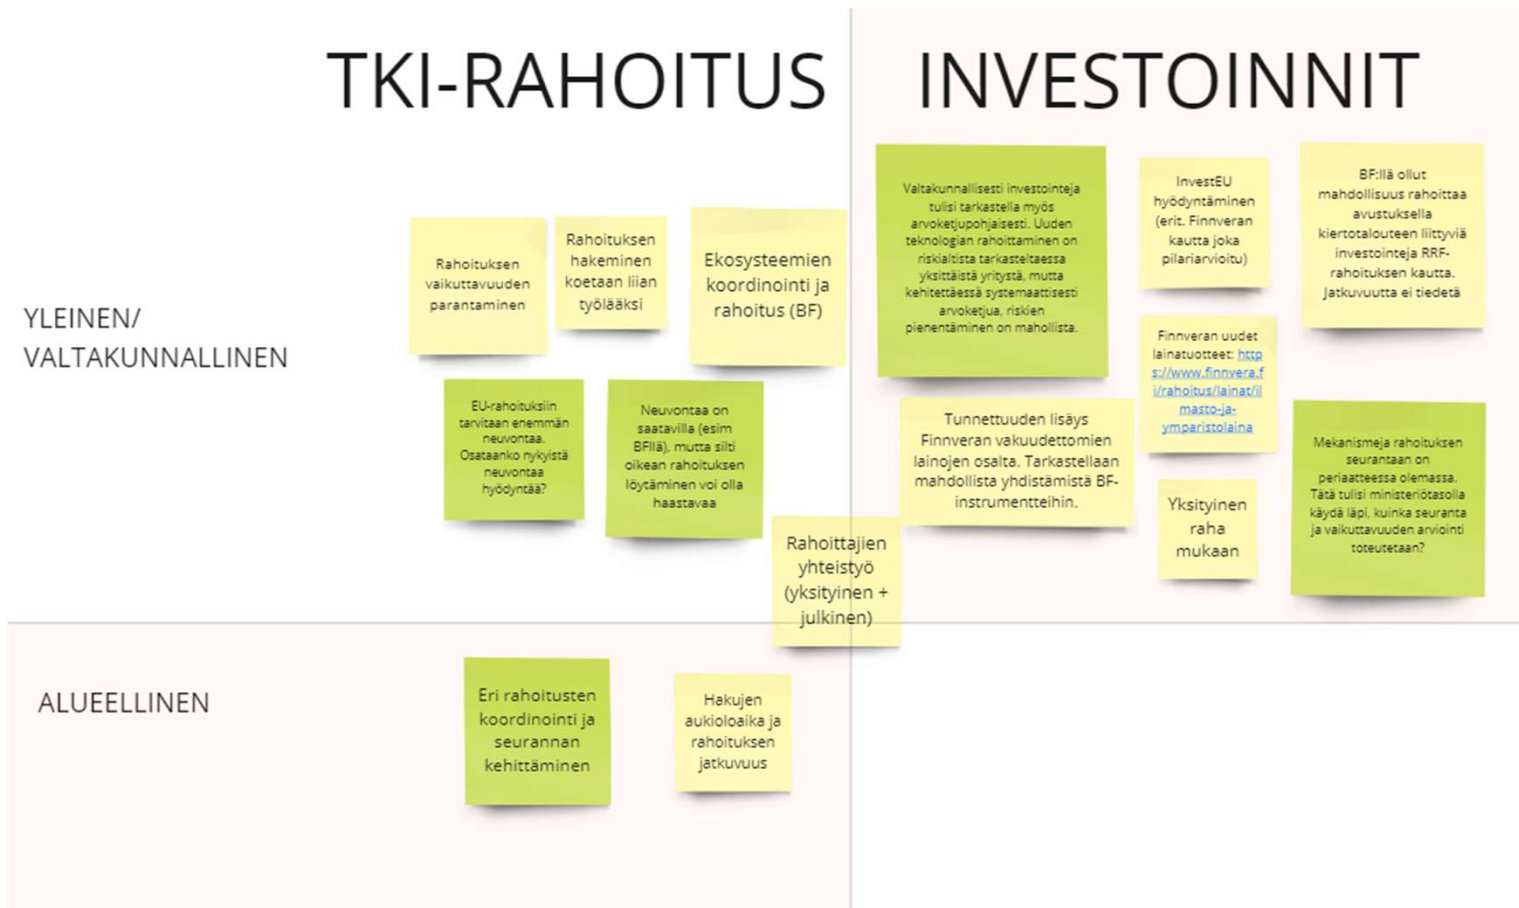 TKI-RAHOITUS
INVESTOINNIT
YLEINEN/
VALTAKUNNALLINEN
Rahoituksen
vaikuttavuuden
parantaminen
Rahoituksen
hakeminen
koetaan liian
työlääksi
Ekosysteemien
koordinointi ja
rahoitus (BF)
EU-rahoituksiin
tarvitaan enemmän
neuvontaa.
Osataanko nykyistä
neuvontaa
hyödyntää?
Neuvontaa on
saatavilla (esim
BFllä), mutta silti
oikean rahoituksen
löytäminen voi olla
haastavaa
Rahoittajien
yhteistyö
(yksityinen +
julkinen)
Valtakunnallisesti investointeja
tulisi tarkastella myös
arvoketjupohjaisesti. Uuden
teknologian rahoittaminen on
riskialtista tarkasteltaessa
yksittäistä yritystä, mutta
kehitettäessä systemaattisesti
arvoketjua, riskien
pienentäminen on mahollista.
InvestEU
hyödyntäminen
(erit. Finnveran
kautta joka
pilariarvioitu)
BF:llä ollut
mahdollisuus rahoittaa
avustuksella
kiertotalouteen liittyviä
investointeja RRF-
rahoituksen kautta.
Jatkuvuutta ei tiedetä
Finnveran uudet
lainatuotteet: http
s://www.finnvera.f
i/rahoitus/lainat/il
masto-ja-
ymparistolaina
Tunnettuuden lisäys
Finnveran vakuudettomien
lainojen osalta. Tarkastellaan
mahdollista yhdistämistä BF-
instrumentteihin.
Yksityinen
raha
mukaan
Mekanismeja rahoituksen
seurantaan on
periaatteessa olemassa.
Tätä tulisi ministeriötasolla
käydä läpi, kuinka seuranta
ja vaikuttavuuden arviointi
toteutetaan?
ALUEELLINEN
Eri rahoitusten
koordinointi ja
seurannan
kehittäminen
Hakujen
aukioloaika ja
rahoituksen
jatkuvuus